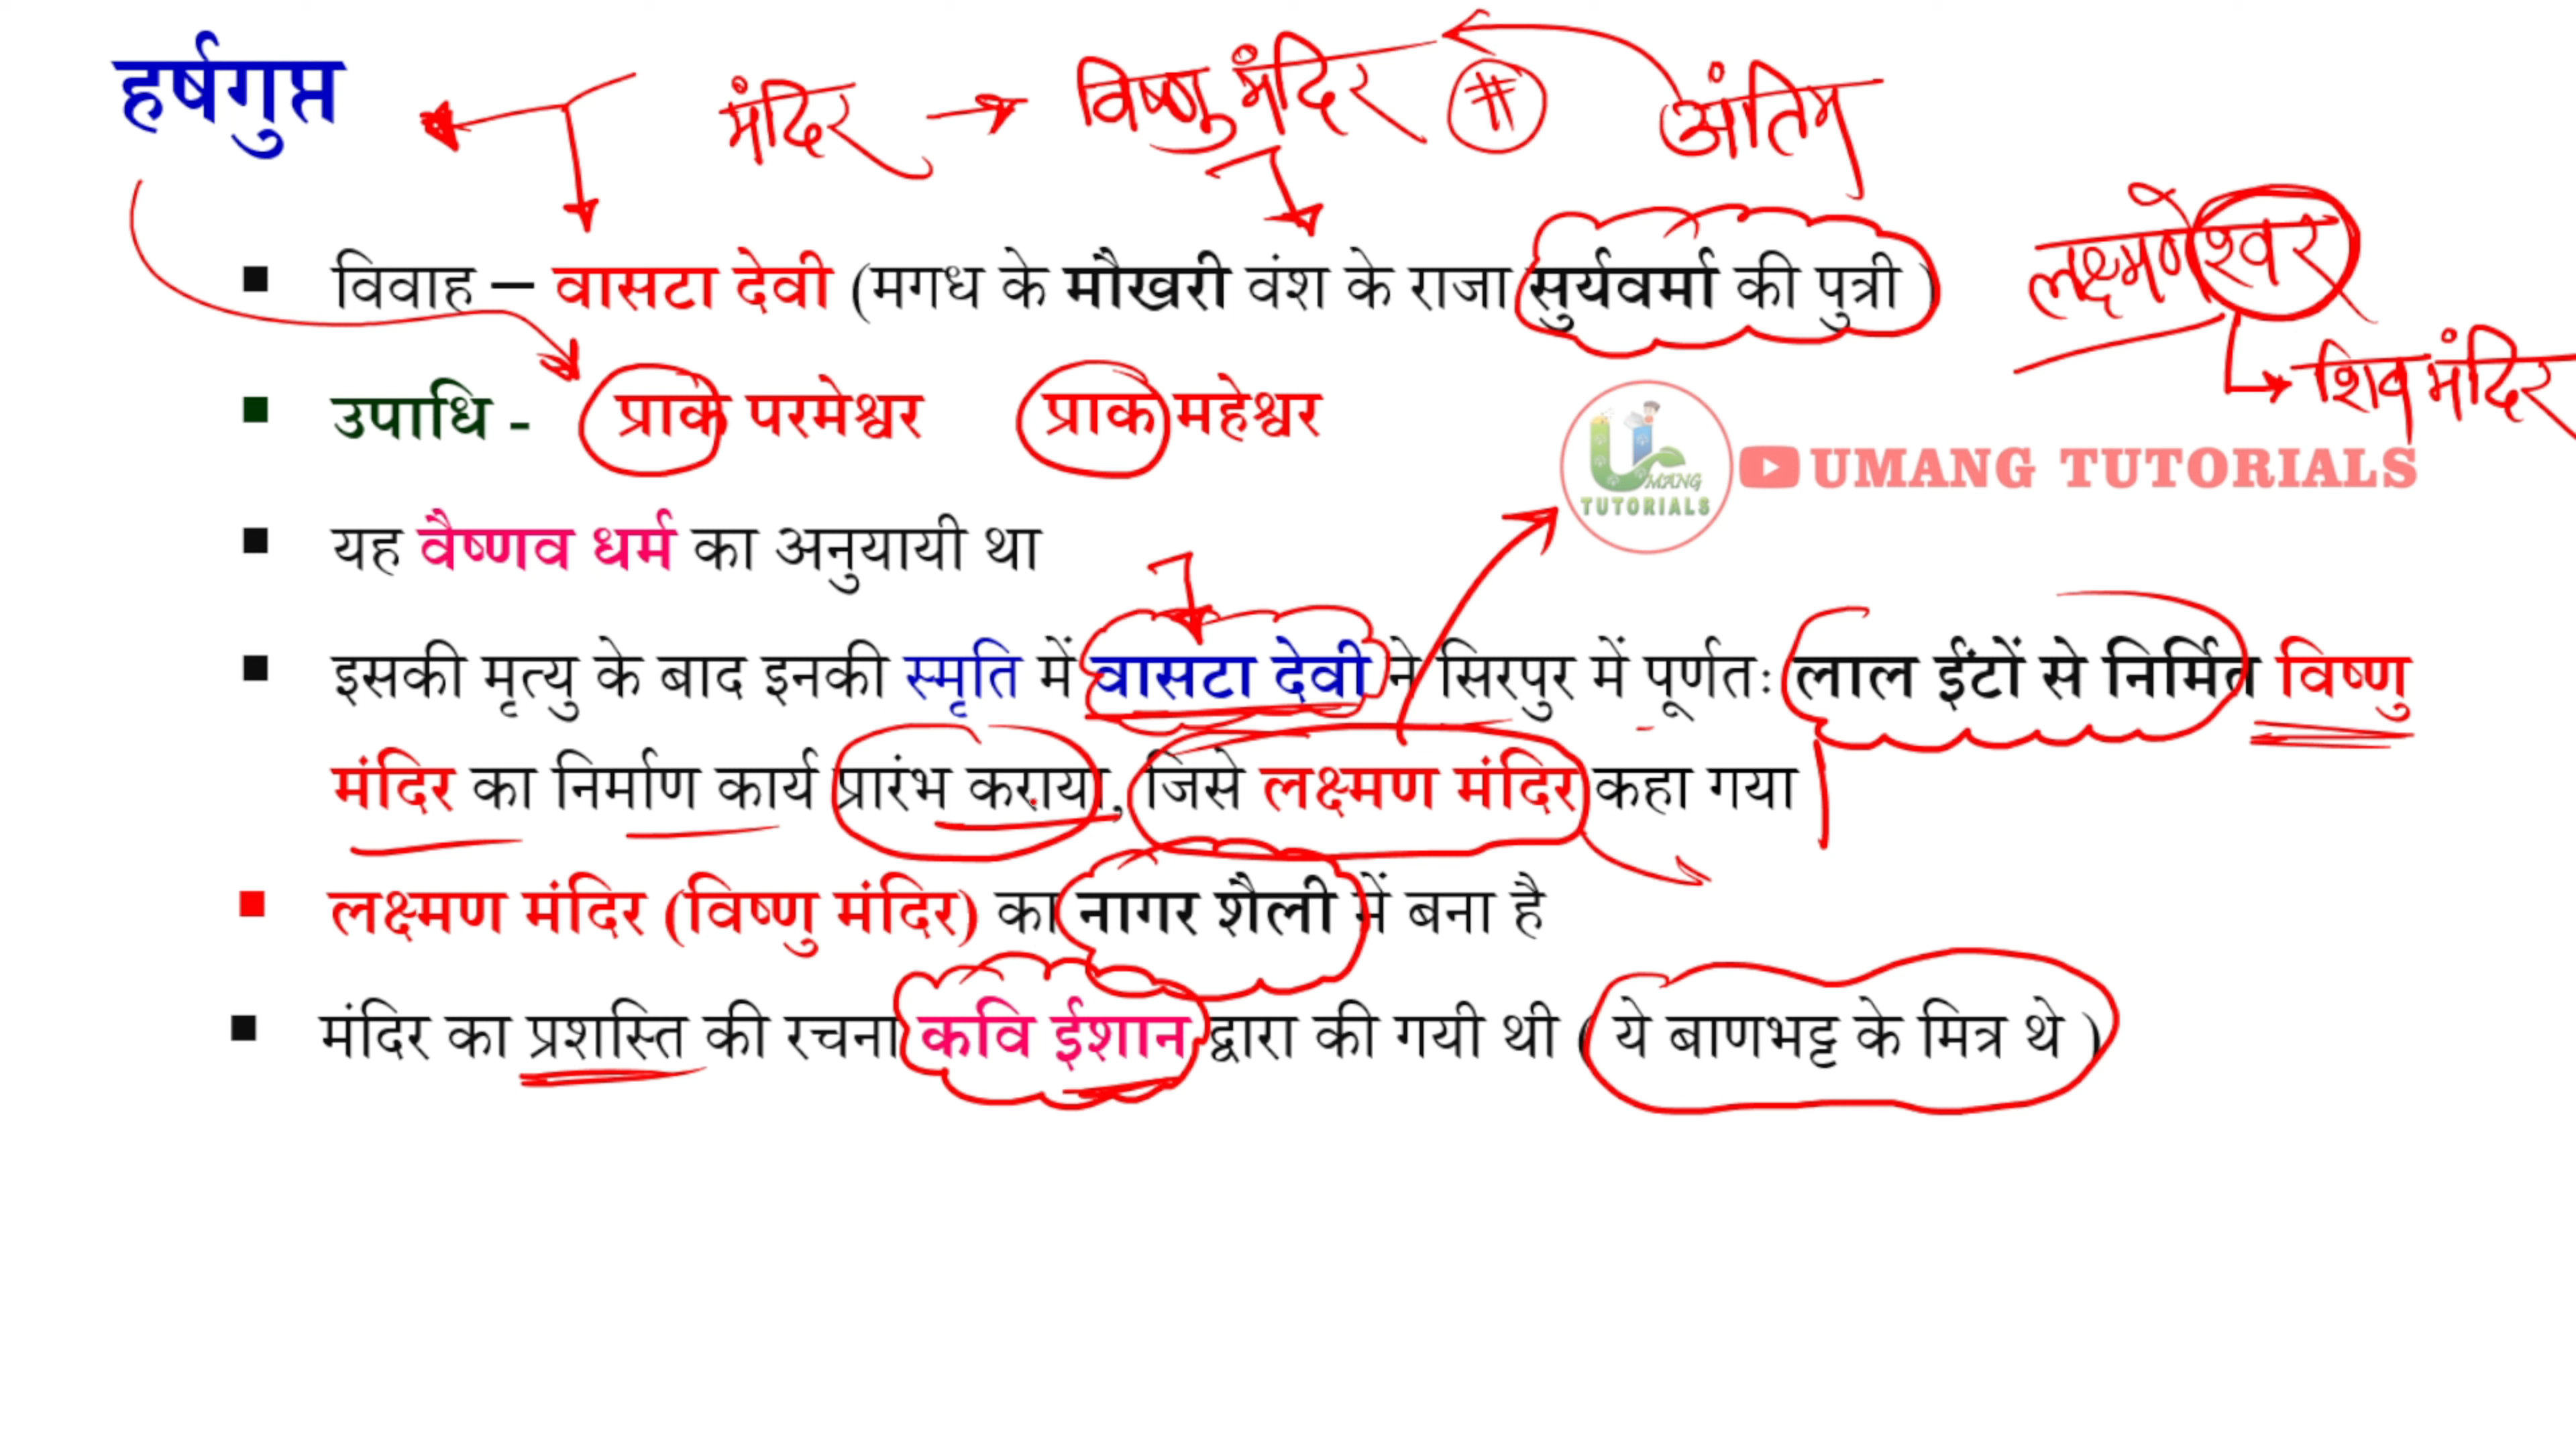 हर्षगुप्त
मंदिर → विष्णु मंदिर # अंतिम
▪ विवाह – वासटा देवी (मगध के मौखरी वंश के राजा सुर्यवर्मा की पुत्री )
लक्ष्मणेश्वर
→ शिव मंदिर
▪ उपाधि - प्राक परमेश्वर प्राक महेश्वर
UMANG TUTORIALS
UMANG TUTORIALS
▪ यह वैष्णव धर्म का अनुयायी था
▪ इसकी मृत्यु के बाद इनकी स्मृति में वासटा देवी ने सिरपुर में पूर्णतः लाल ईंटों से निर्मित विष्णु
मंदिर का निर्माण कार्य प्रारंभ कराया, जिसे लक्ष्मण मंदिर कहा गया
▪ लक्ष्मण मंदिर (विष्णु मंदिर) का नागर शैली में बना है
▪ मंदिर का प्रशस्ति की रचना कवि ईशान द्वारा की गयी थी ( ये बाणभट्ट के मित्र थे )